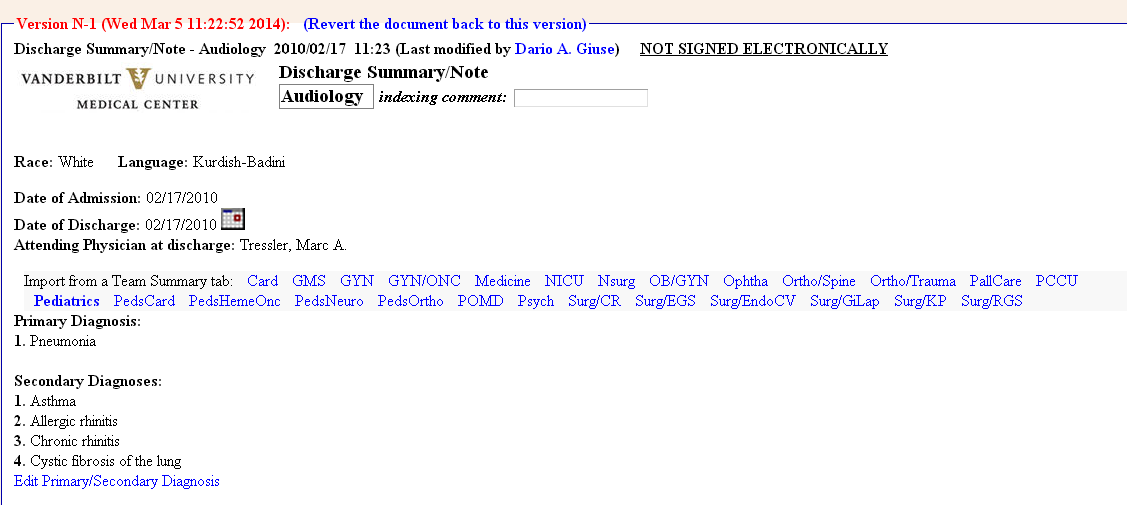 Version N-1 (Wed Mar 5 11:22:52 2014): (Revert the document back to this version)
Discharge Summary/Note - Audiology 2010/02/17 11:23 (Last modified by Dario A. Giuse) NOT SIGNED ELECTRONICALLY
VANDERBILT UNIVERSITY
MEDICAL CENTER
Discharge Summary/Note
Audiology indexing comment:
Race: White Language: Kurdish-Badini
Date of Admission: 02/17/2010
Date of Discharge: 02/17/2010
Attending Physician at discharge: Tressler, Marc A.
Import from a Team Summary tab: Card GMS GYN GYN/ONC Medicine NICU Nsurg OB/GYN Ophtha Ortho/Spine Ortho/Trauma PallCare PCCU
Pediatrics PedsCard PedsHemeOnc PedsNeuro PedsOrtho POMD Psych Surg/CR Surg/EGS Surg/EndoCV Surg/GiLap Surg/KP Surg/RGS
Primary Diagnosis:
1. Pneumonia
Secondary Diagnoses:
1. Asthma
2. Allergic rhinitis
3. Chronic rhinitis
4. Cystic fibrosis of the lung
Edit Primary/Secondary Diagnosis